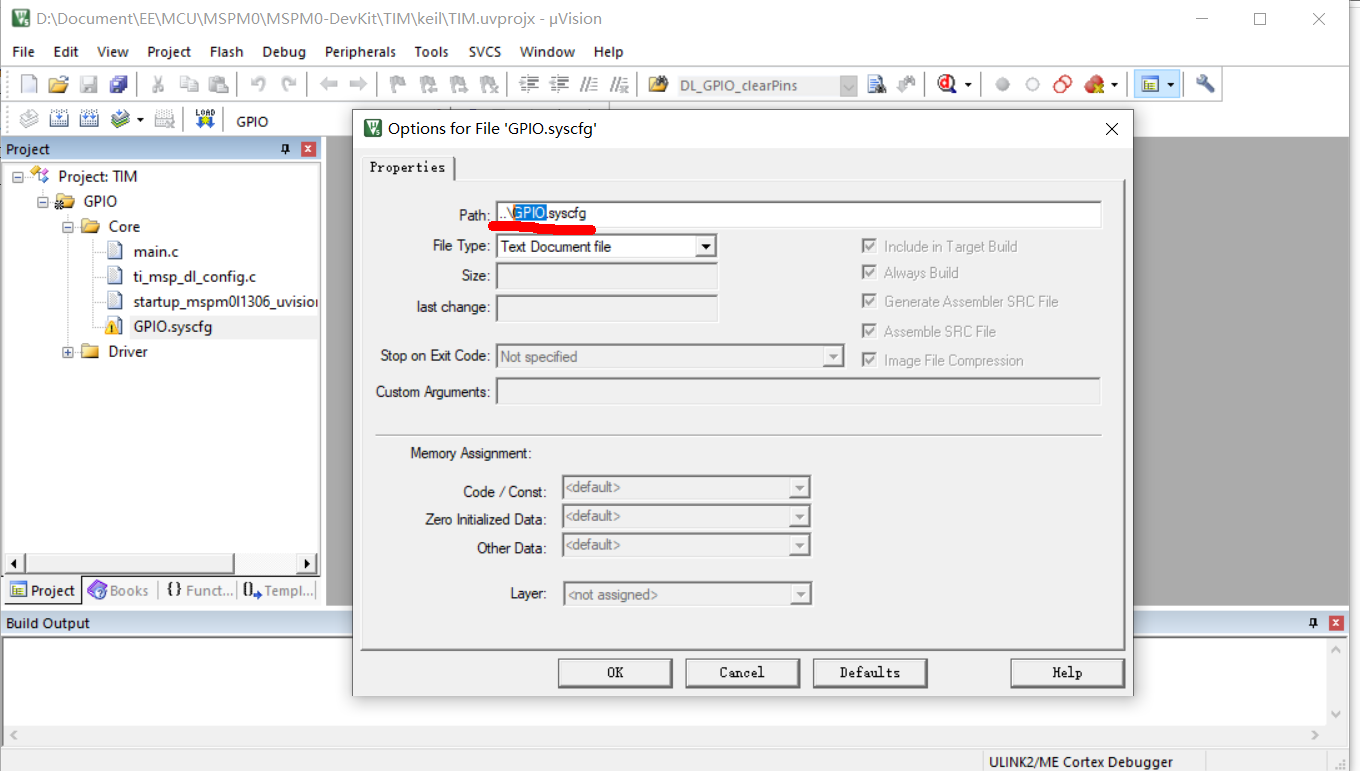 D:\Document\EE\MCU\MSPM0\MSPM0-DevKit\TIM\keil\TIM.uvprojx - µVision
File Edit View Project Flash Debug Peripherals Tools SVCS Window Help
DL_GPIO_clearPins
LOAD
GPIO
Project
Project: TIM
GPIO
Core
main.c
ti_msp_dl_config.c
startup_mspm0l1306_uvision
GPIO.syscfg
Driver
Project Books {} Funct... Templ...
Options for File 'GPIO.syscfg'
Properties
Path: ..\GPIO.syscfg
File Type: Text Document file
Size:
last change:
Stop on Exit Code: Not specified
Custom Arguments:
Include in Target Build
Always Build
Generate Assembler SRC File
Assemble SRC File
Image File Compression
Memory Assignment:
Code / Const: <default>
Zero Initialized Data: <default>
Other Data: <default>
Layer: <not assigned>
OK Cancel Defaults Help
Build Output
ULINK2/ME Cortex Debugger